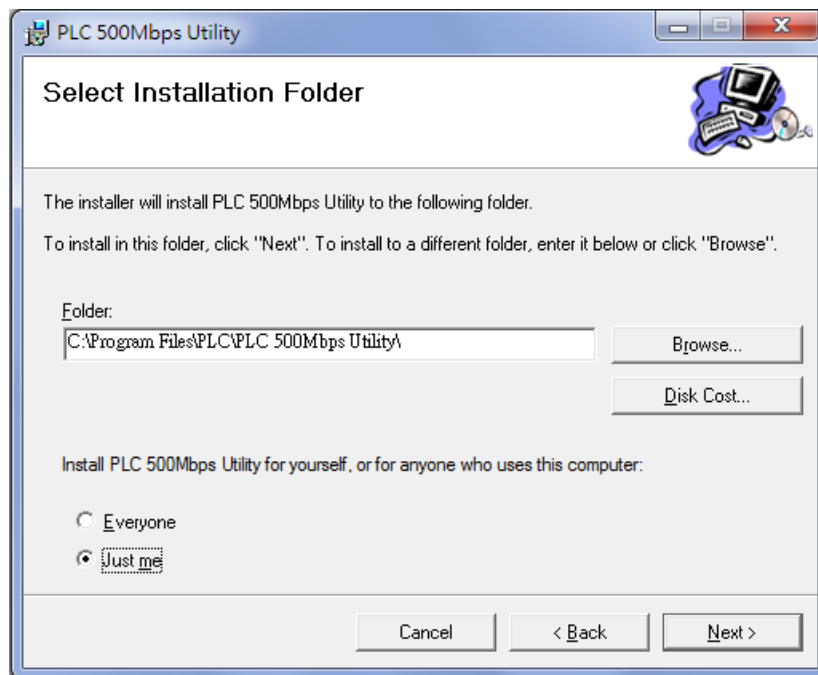 PLC 500Mbps Utility
Select Installation Folder
The installer will install PLC 500Mbps Utility to the following folder.
To install in this folder, click "Next". To install to a different folder, enter it below or click "Browse".
Folder:
C:\Program Files\PLC\PLC 500Mbps Utility\
Browse...
Disk Cost...
Install PLC 500Mbps Utility for yourself, or for anyone who uses this computer:
Everyone
Just me
Cancel
< Back
Next >